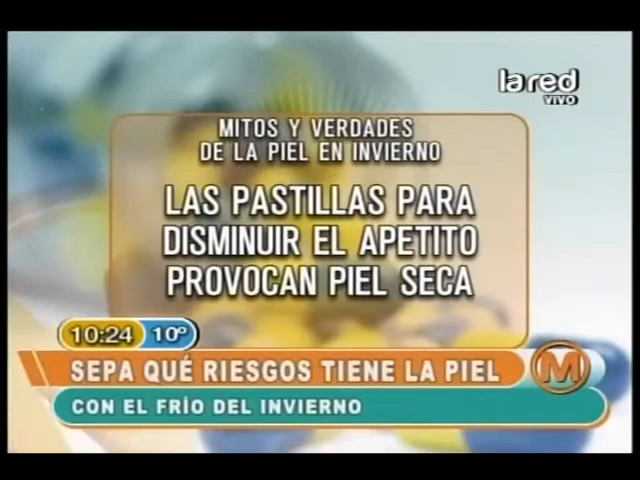 la red
VIVO
MITOS Y VERDADES
DE LA PIEL EN INVIERNO
LAS PASTILLAS PARA
DISMINUIR EL APETITO
PROVOCAN PIEL SECA
10:24 10º
SEPA QUÉ RIESGOS TIENE LA PIEL
M
CON EL FRÍO DEL INVIERNO